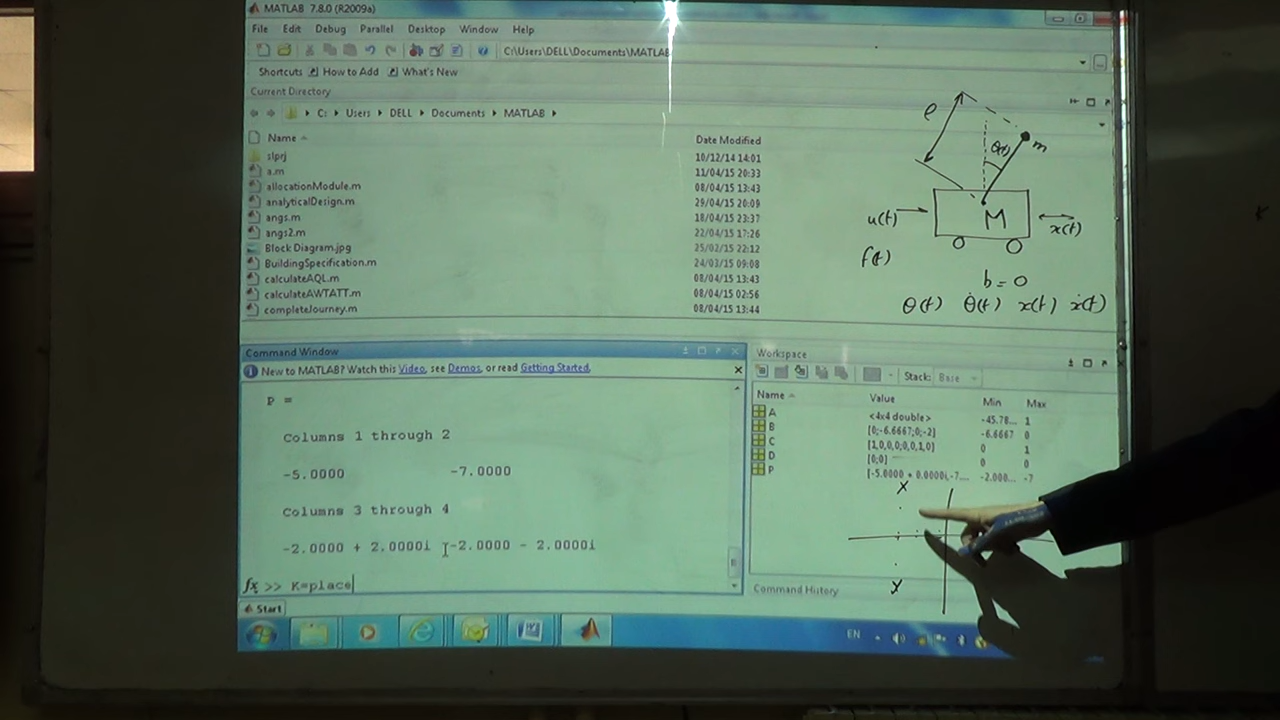 MATLAB 7.8.0 (R2009a)
File Edit Debug Parallel Desktop Window Help
C:\Users\DELL\Documents\MATLAB
Shortcuts How to Add What's New
Current Directory
C: Users DELL Documents MATLAB
Name Date Modified
slprj 10/12/14 14:01
a.m 11/04/15 20:33
allocationModule.m 08/04/15 13:43
analyticalDesign.m 29/04/15 20:09
angs.m 18/04/15 23:37
angs2.m 22/04/15 17:26
Block Diagram.jpg 25/02/15 22:12
BuildingSpecification.m 24/03/15 09:08
calculateAQL.m 08/04/15 13:43
calculateAWTATT.m 08/04/15 02:56
completeJourney.m 08/04/15 13:44
ℓ
θ(t) m
M
u(t) x(t)
f(t)
b = 0
θ(t) θ̇(t) x(t) ẋ(t)
Command Window
New to MATLAB? Watch this Video, see Demos, or read Getting Started.
P =
Columns 1 through 2
-5.0000 -7.0000
Columns 3 through 4
-2.0000 + 2.0000i -2.0000 - 2.0000i
fx >> K=place
Start
Workspace
Stack: Base
Name Value Min Max
A <4x4 double> -45.78... 1
B [0;-6.6667;0;-2] -6.6667 0
C [1,0,0,0;0,0,1,0] 0 1
D [0;0] 0 0
P [-5.0000 + 0.0000i,-7.... -2.000... -7
X
Command History
EN